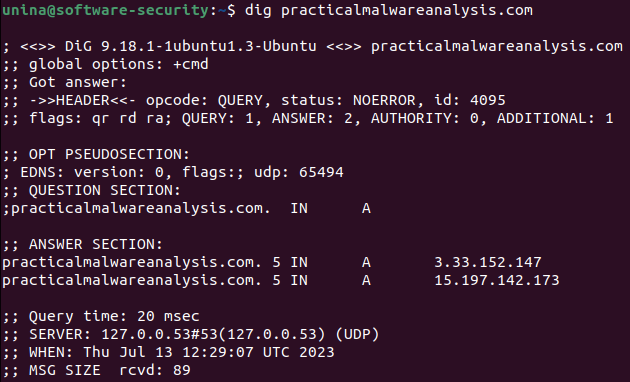 unina@software-security:~$ dig practicalmalwareanalysis.com
; <<>> DiG 9.18.1-1ubuntu1.3-Ubuntu <<>> practicalmalwareanalysis.com
;; global options: +cmd
;; Got answer:
;; ->>HEADER<<- opcode: QUERY, status: NOERROR, id: 4095
;; flags: qr rd ra; QUERY: 1, ANSWER: 2, AUTHORITY: 0, ADDITIONAL: 1
;; OPT PSEUDOSECTION:
; EDNS: version: 0, flags:; udp: 65494
;; QUESTION SECTION:
;practicalmalwareanalysis.com. IN A
;; ANSWER SECTION:
practicalmalwareanalysis.com. 5 IN A 3.33.152.147
practicalmalwareanalysis.com. 5 IN A 15.197.142.173
;; Query time: 20 msec
;; SERVER: 127.0.0.53#53(127.0.0.53) (UDP)
;; WHEN: Thu Jul 13 12:29:07 UTC 2023
;; MSG SIZE rcvd: 89